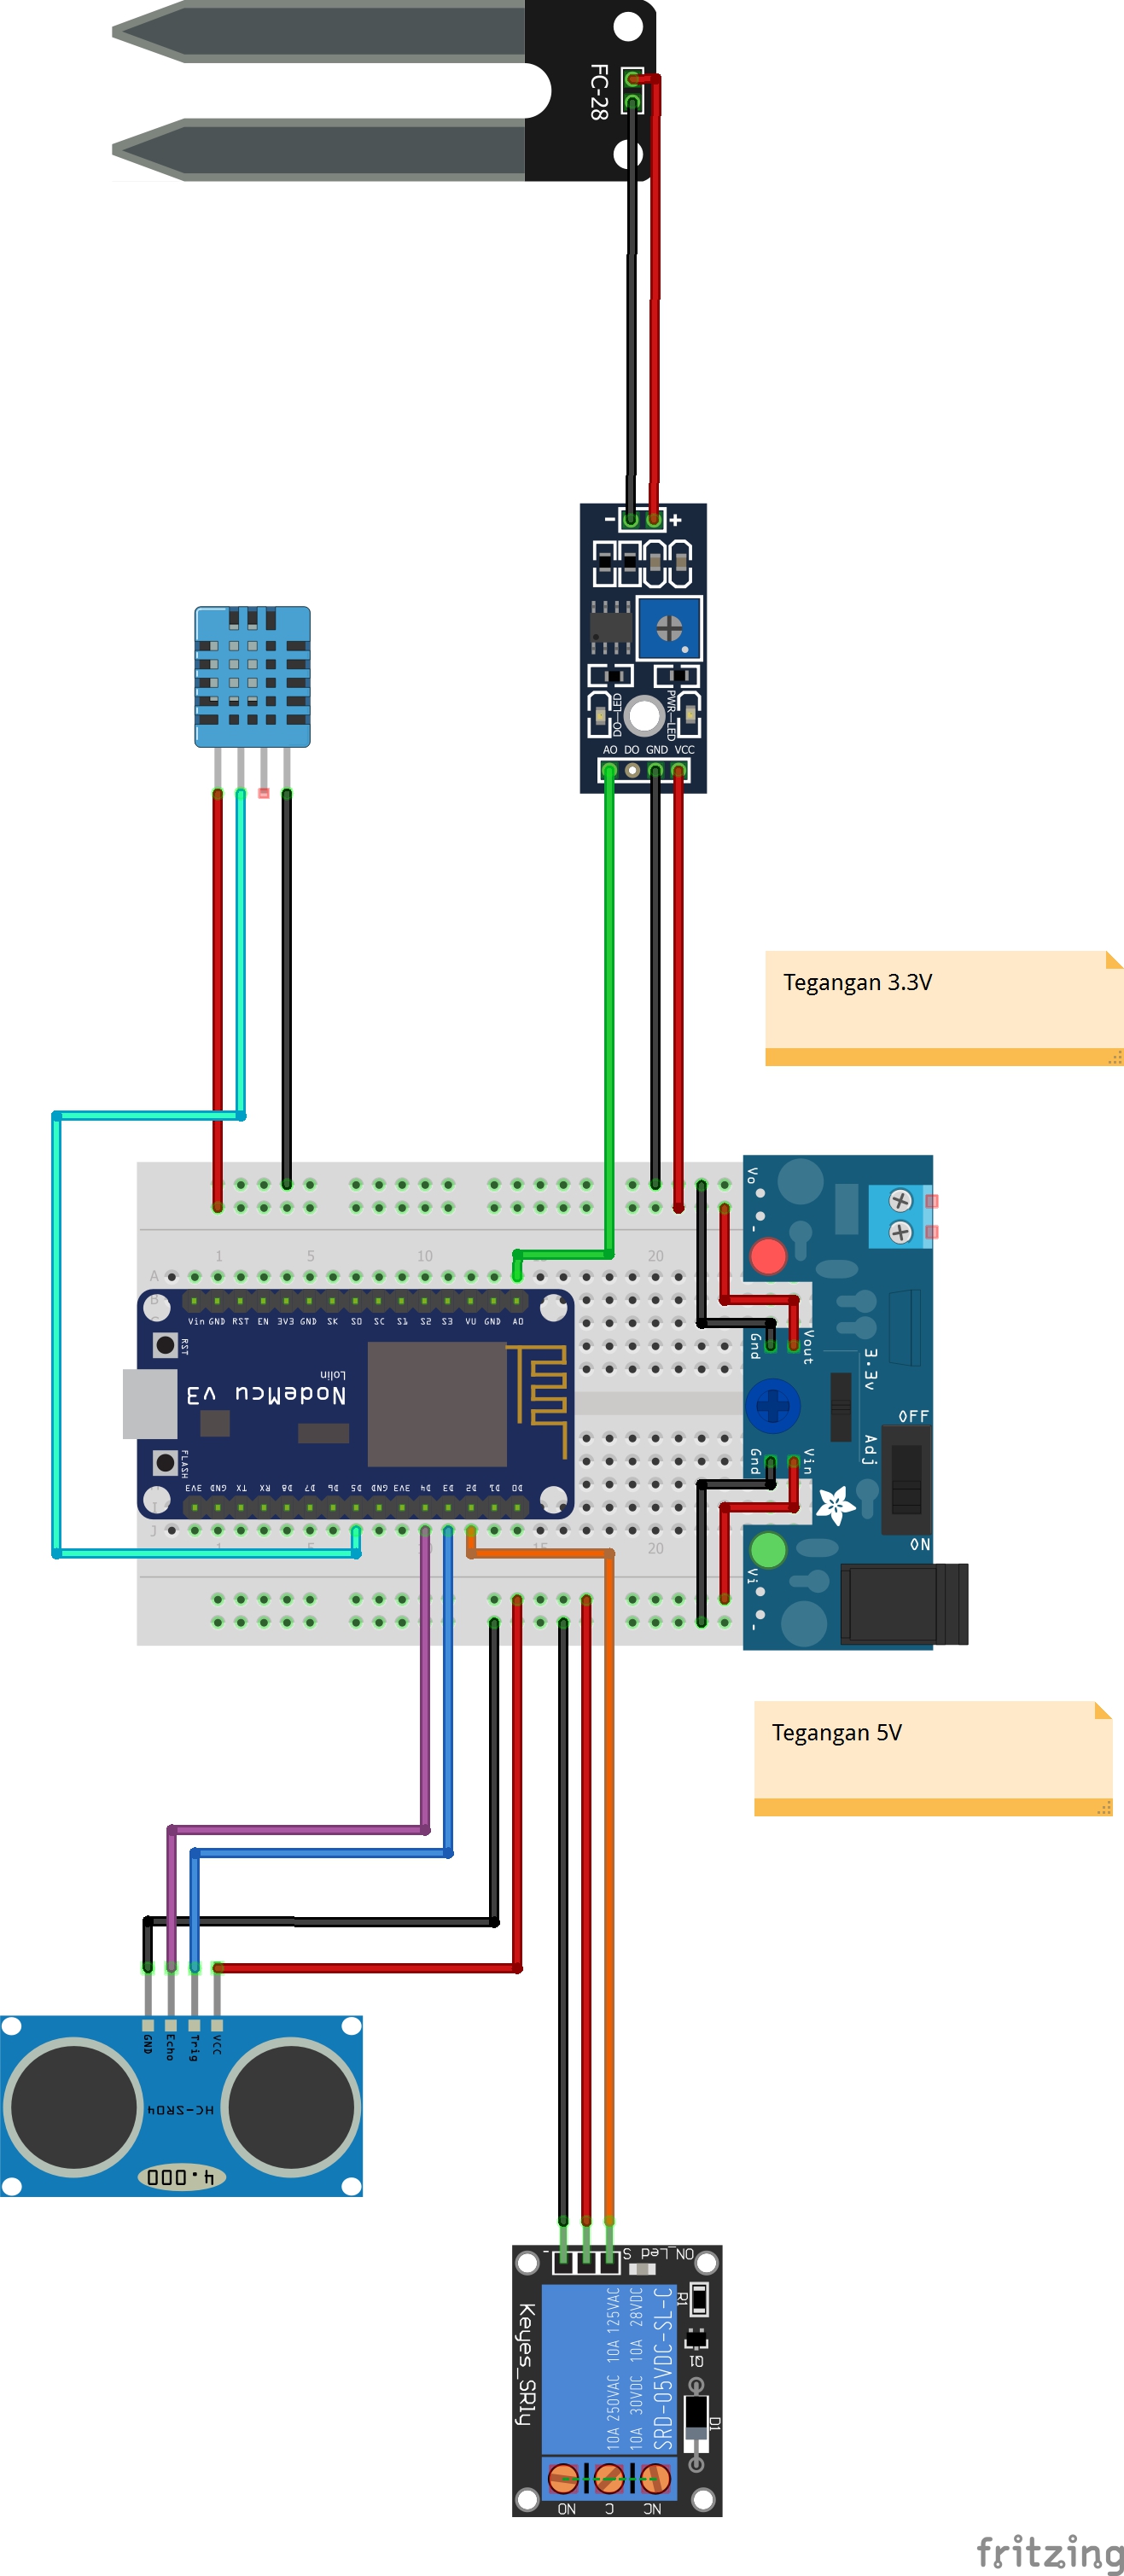 FC-28
- +
DO-LED
PWR-LED
AO DO GND VCC
Tegangan 3.3V
Vo
-
1 5 10 15 20
A
B
Vin GND RST EN 3V3 GND SK SO SC S1 S2 S3 VU GND AO
RST
Lolin
NodeMcu v3
FLASH
3V3 GND TX RX D8 D7 D6 D5 GND 3V3 D4 D3 D2 D1 D0
I
J
1 5 10 15 20
Gnd Vout
3.3v
OFF
Gnd Vin
Adj
ON
Vi
-
Tegangan 5V
GND Echo Trig VCC
HC-SR04
4.000
- S ON_Led
Keyes_SRly
10A 250VAC 10A 125VAC
10A 30VDC 10A 28VDC
SRD-05VDC-SL-C
R1
Q1
D1
NO C NC
fritzing